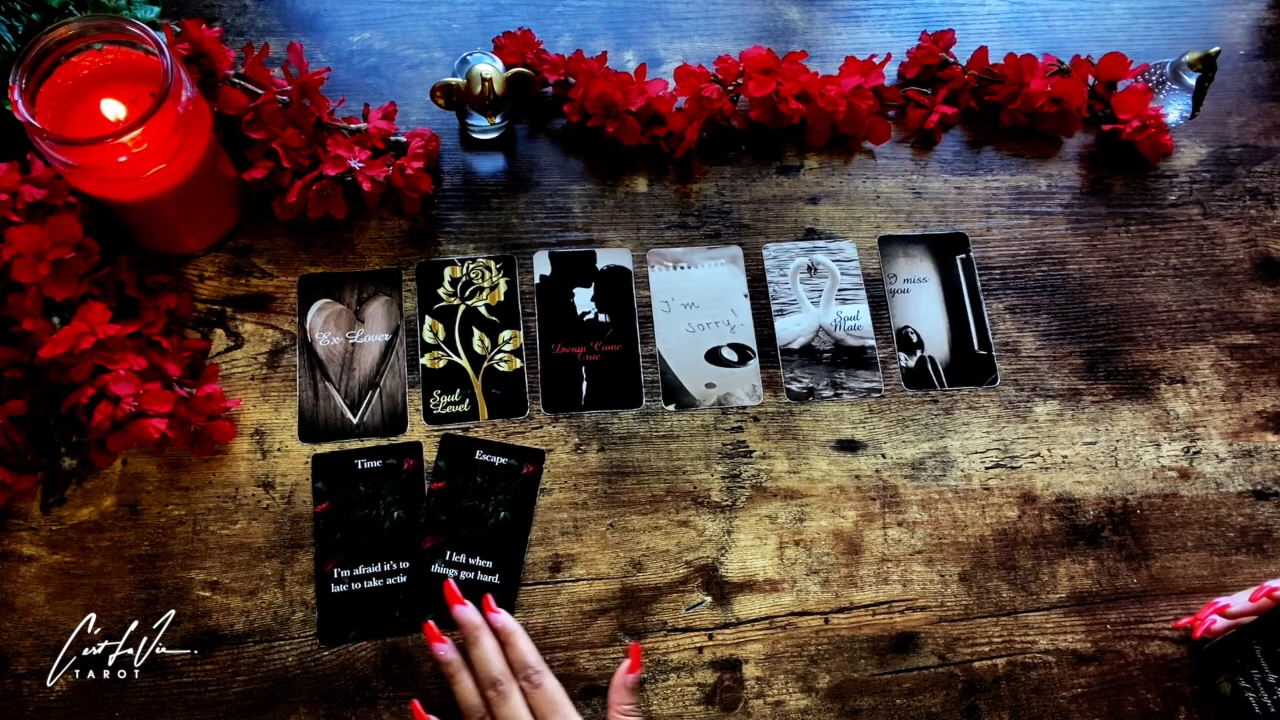 Ex Lover
Soul
Level
Dream Come
True
I'm
sorry!
Soul
Mate
I miss
you
Time
I'm afraid it's to
late to take actio
Escape
I left when
things got hard.
C'est La Vie
TAROT